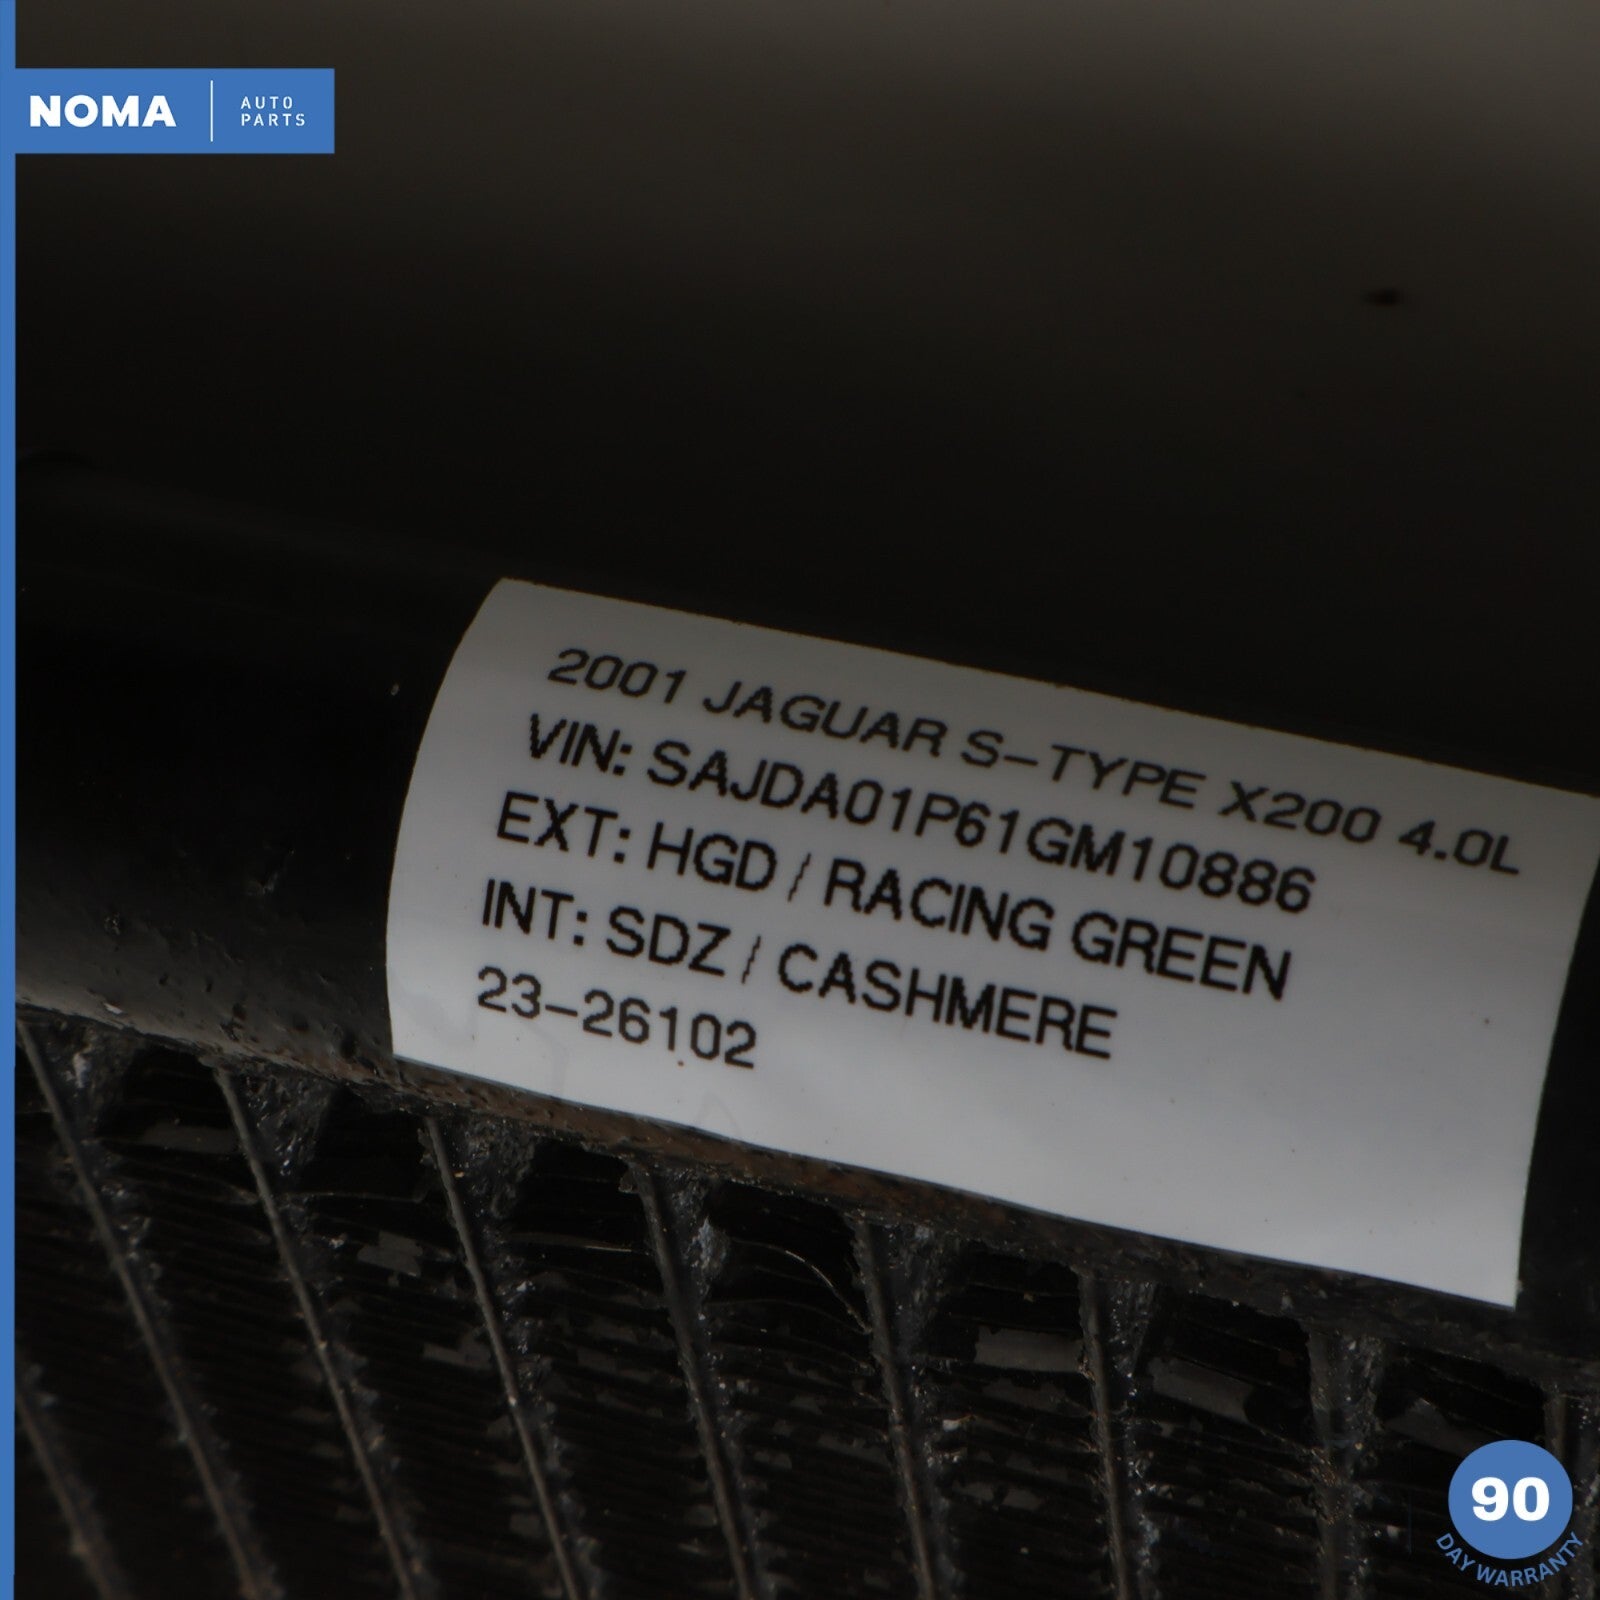 NOMA
AUTO
PARTS
2001 JAGUAR S-TYPE X200 4.0L
VIN: SAJDA01P61GM10886
EXT: HGD / RACING GREEN
INT: SDZ / CASHMERE
23-26102
90
DAY WARRANTY